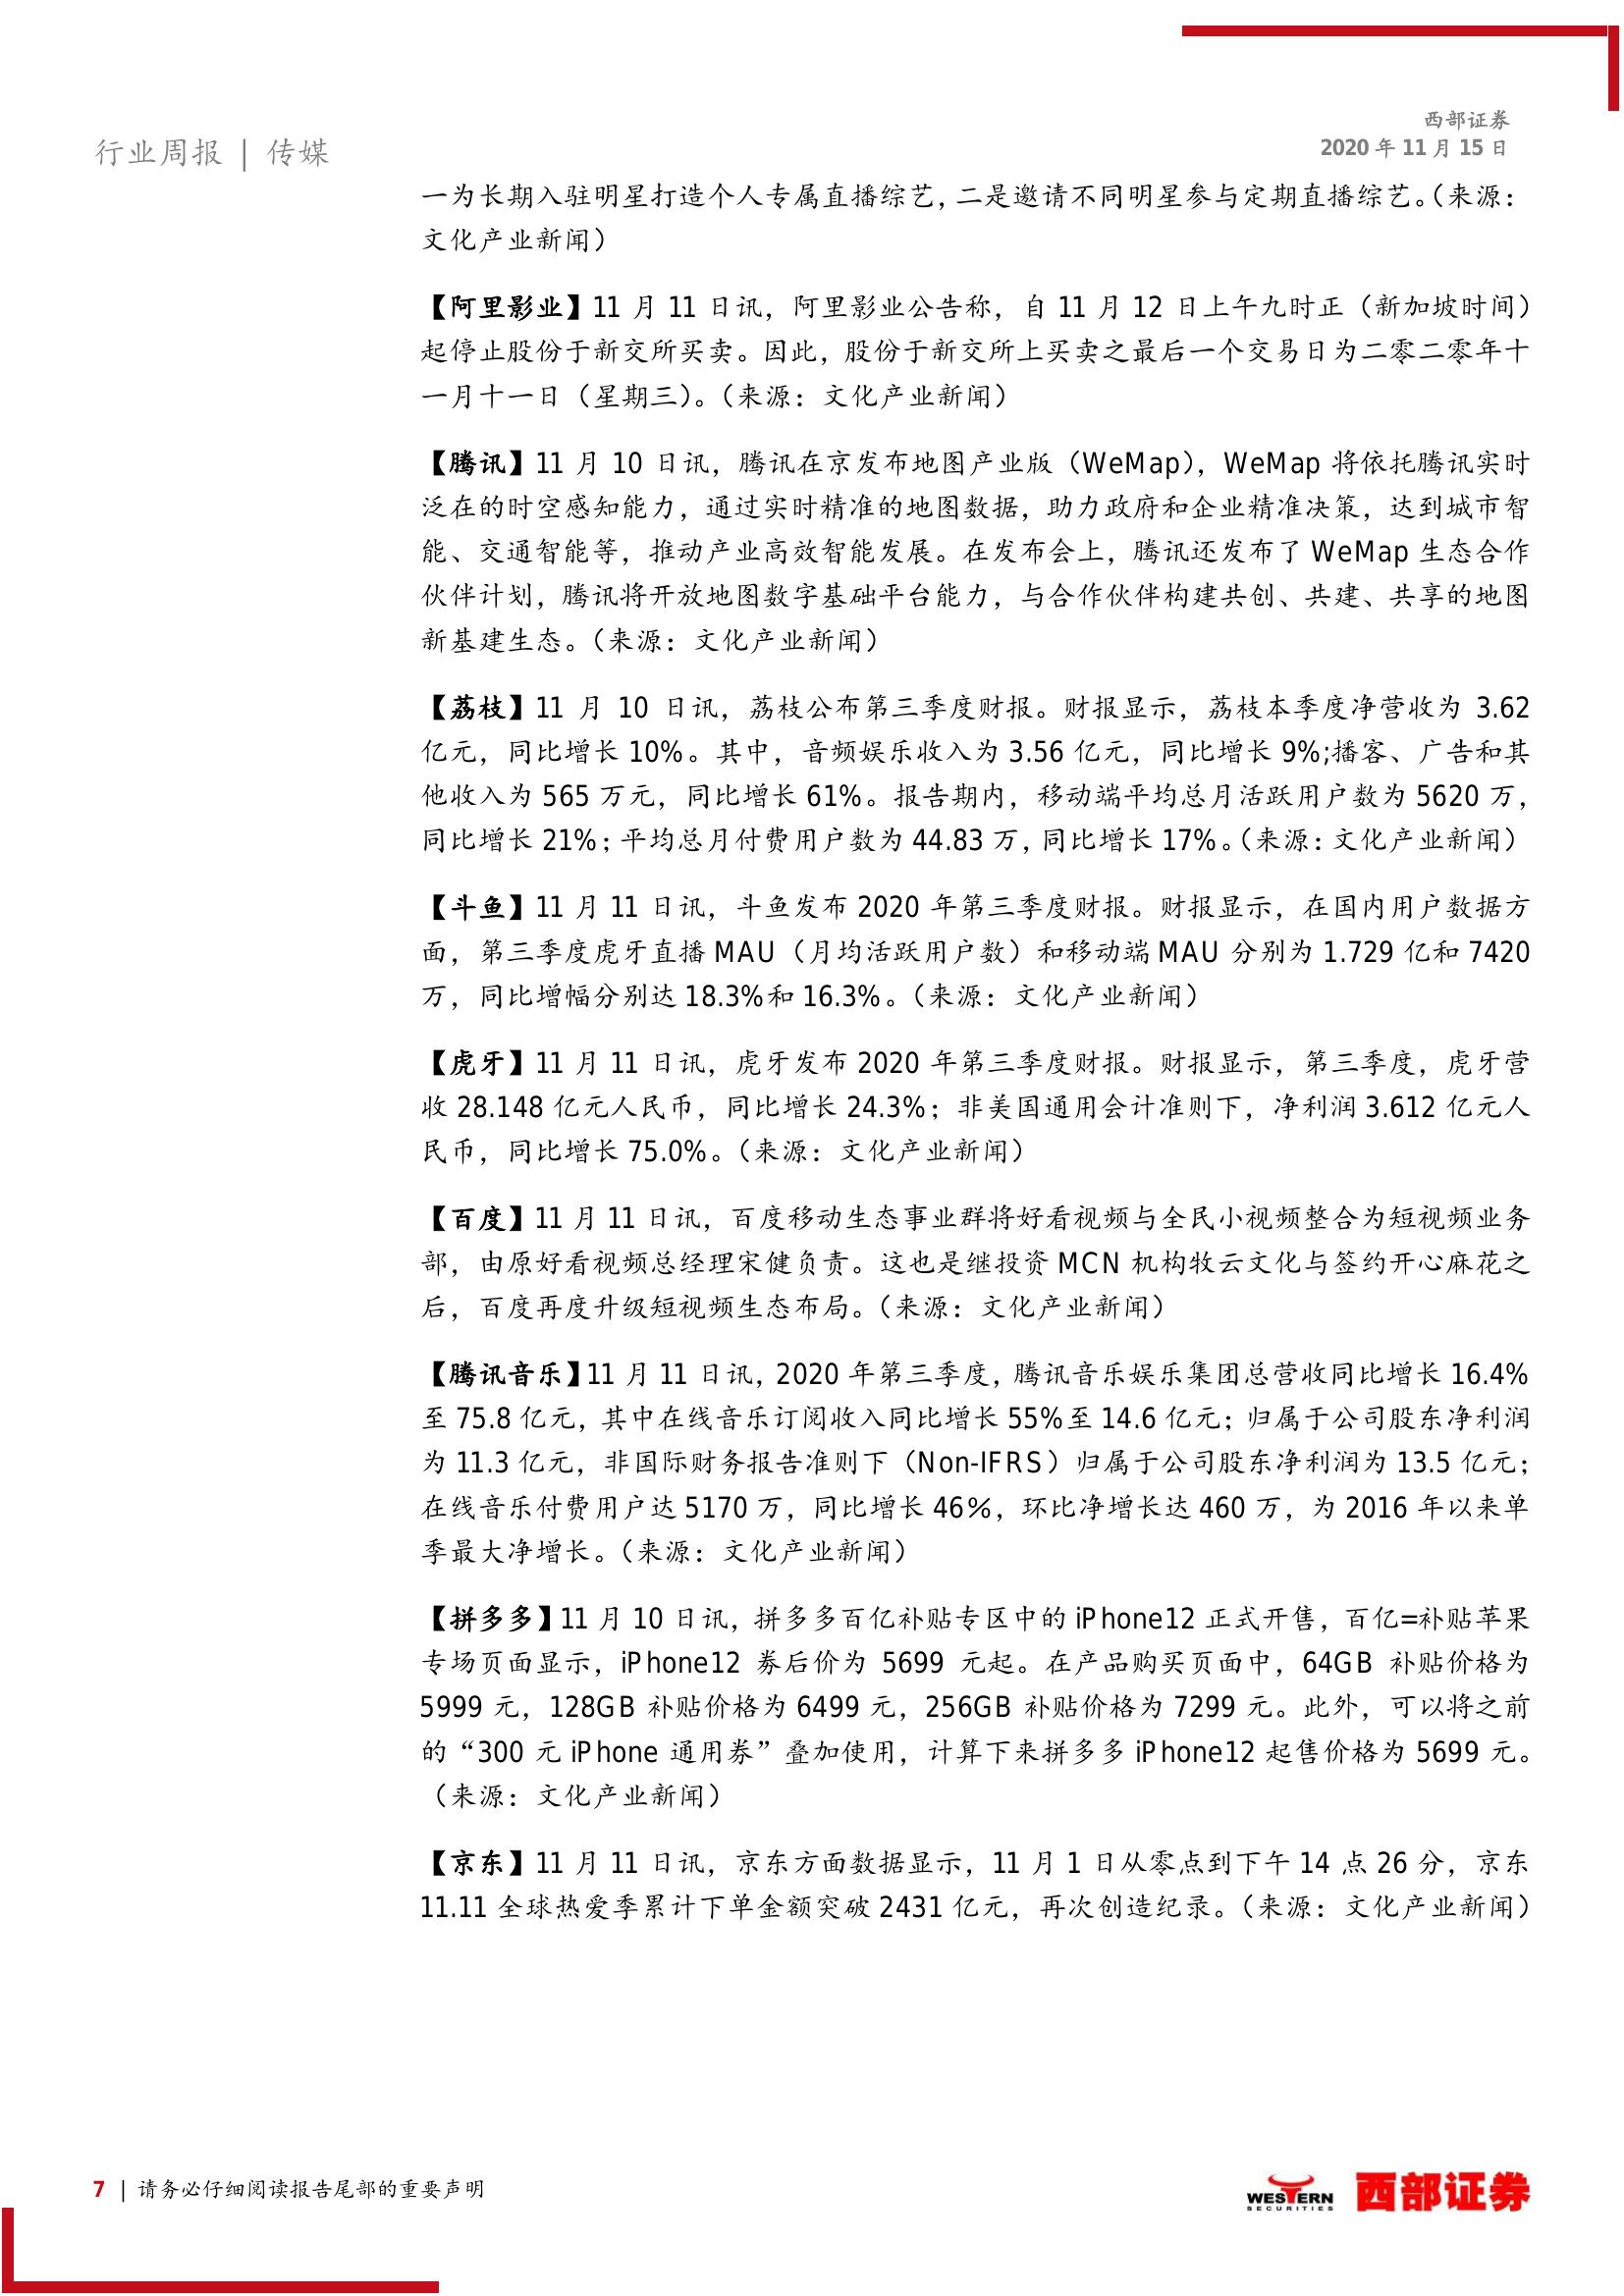 西部证券
2020 年 11 月 15 日
行业周报 | 传媒
一为长期入驻明星打造个人专属直播综艺，二是邀请不同明星参与定期直播综艺。（来源：
文化产业新闻）
【阿里影业】11 月 11 日讯，阿里影业公告称，自 11 月 12 日上午九时正（新加坡时间）
起停止股份于新交所买卖。因此，股份于新交所上买卖之最后一个交易日为二零二零年十
一月十一日（星期三）。（来源：文化产业新闻）
【腾讯】11 月 10 日讯，腾讯在京发布地图产业版（WeMap），WeMap 将依托腾讯实时
泛在的时空感知能力，通过实时精准的地图数据，助力政府和企业精准决策，达到城市智
能、交通智能等，推动产业高效智能发展。在发布会上，腾讯还发布了 WeMap 生态合作
伙伴计划，腾讯将开放地图数字基础平台能力，与合作伙伴构建共创、共建、共享的地图
新基建生态。（来源：文化产业新闻）
【荔枝】11 月 10 日讯，荔枝公布第三季度财报。财报显示，荔枝本季度净营收为 3.62
亿元，同比增长 10%。其中，音频娱乐收入为 3.56 亿元，同比增长 9%;播客、广告和其
他收入为 565 万元，同比增长 61%。报告期内，移动端平均总月活跃用户数为 5620 万，
同比增长 21%；平均总月付费用户数为 44.83 万，同比增长 17%。（来源：文化产业新闻）
【斗鱼】11 月 11 日讯，斗鱼发布 2020 年第三季度财报。财报显示，在国内用户数据方
面，第三季度虎牙直播 MAU（月均活跃用户数）和移动端 MAU 分别为 1.729 亿和 7420
万，同比增幅分别达 18.3%和 16.3%。（来源：文化产业新闻）
【虎牙】11 月 11 日讯，虎牙发布 2020 年第三季度财报。财报显示，第三季度，虎牙营
收 28.148 亿元人民币，同比增长 24.3%；非美国通用会计准则下，净利润 3.612 亿元人
民币，同比增长 75.0%。（来源：文化产业新闻）
【百度】11 月 11 日讯，百度移动生态事业群将好看视频与全民小视频整合为短视频业务
部，由原好看视频总经理宋健负责。这也是继投资 MCN 机构牧云文化与签约开心麻花之
后，百度再度升级短视频生态布局。（来源：文化产业新闻）
【腾讯音乐】11 月 11 日讯，2020 年第三季度，腾讯音乐娱乐集团总营收同比增长 16.4%
至 75.8 亿元，其中在线音乐订阅收入同比增长 55%至 14.6 亿元；归属于公司股东净利润
为 11.3 亿元，非国际财务报告准则下（Non-IFRS）归属于公司股东净利润为 13.5 亿元；
在线音乐付费用户达 5170 万，同比增长 46%，环比净增长达 460 万，为 2016 年以来单
季最大净增长。（来源：文化产业新闻）
【拼多多】11 月 10 日讯，拼多多百亿补贴专区中的 iPhone12 正式开售，百亿=补贴苹果
专场页面显示，iPhone12 券后价为 5699 元起。在产品购买页面中，64GB 补贴价格为
5999 元，128GB 补贴价格为 6499 元，256GB 补贴价格为 7299 元。此外，可以将之前
的“300 元 iPhone 通用券”叠加使用，计算下来拼多多 iPhone12 起售价格为 5699 元。
（来源：文化产业新闻）
【京东】11 月 11 日讯，京东方面数据显示，11 月 1 日从零点到下午 14 点 26 分，京东
11.11 全球热爱季累计下单金额突破 2431 亿元，再次创造纪录。（来源：文化产业新闻）
7 | 请务必仔细阅读报告尾部的重要声明
WESTERN
SECURITIES
西部证券